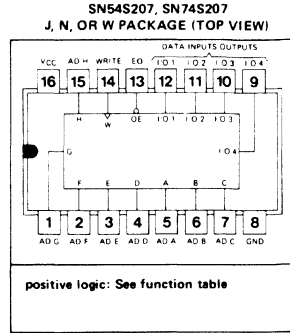 SN54S207, SN74S207
J, N, OR W PACKAGE (TOP VIEW)
DATA INPUTS OUTPUTS
VCC AD H WRITE EO I O 1 I O 2 I O 3 I O 4
16 15 14 13 12 11 10 9
H W OE I O 1 I O 2 I O 3
G I O 4
F E D A B C
1 2 3 4 5 6 7 8
AD G AD F AD E AD D AD A AD B AD C GND
positive logic: See function table